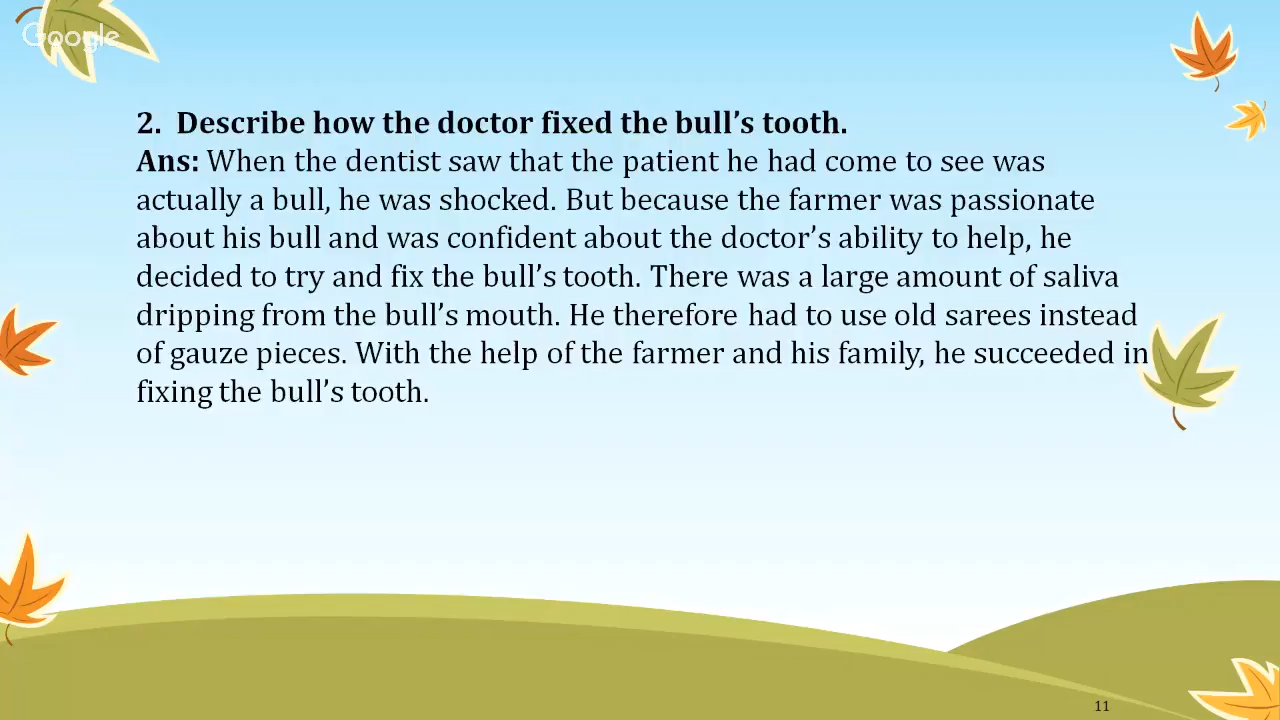 Google
2. Describe how the doctor fixed the bull’s tooth.
Ans: When the dentist saw that the patient he had come to see was
actually a bull, he was shocked. But because the farmer was passionate
about his bull and was confident about the doctor’s ability to help, he
decided to try and fix the bull’s tooth. There was a large amount of saliva
dripping from the bull’s mouth. He therefore had to use old sarees instead
of gauze pieces. With the help of the farmer and his family, he succeeded in
fixing the bull’s tooth.
11